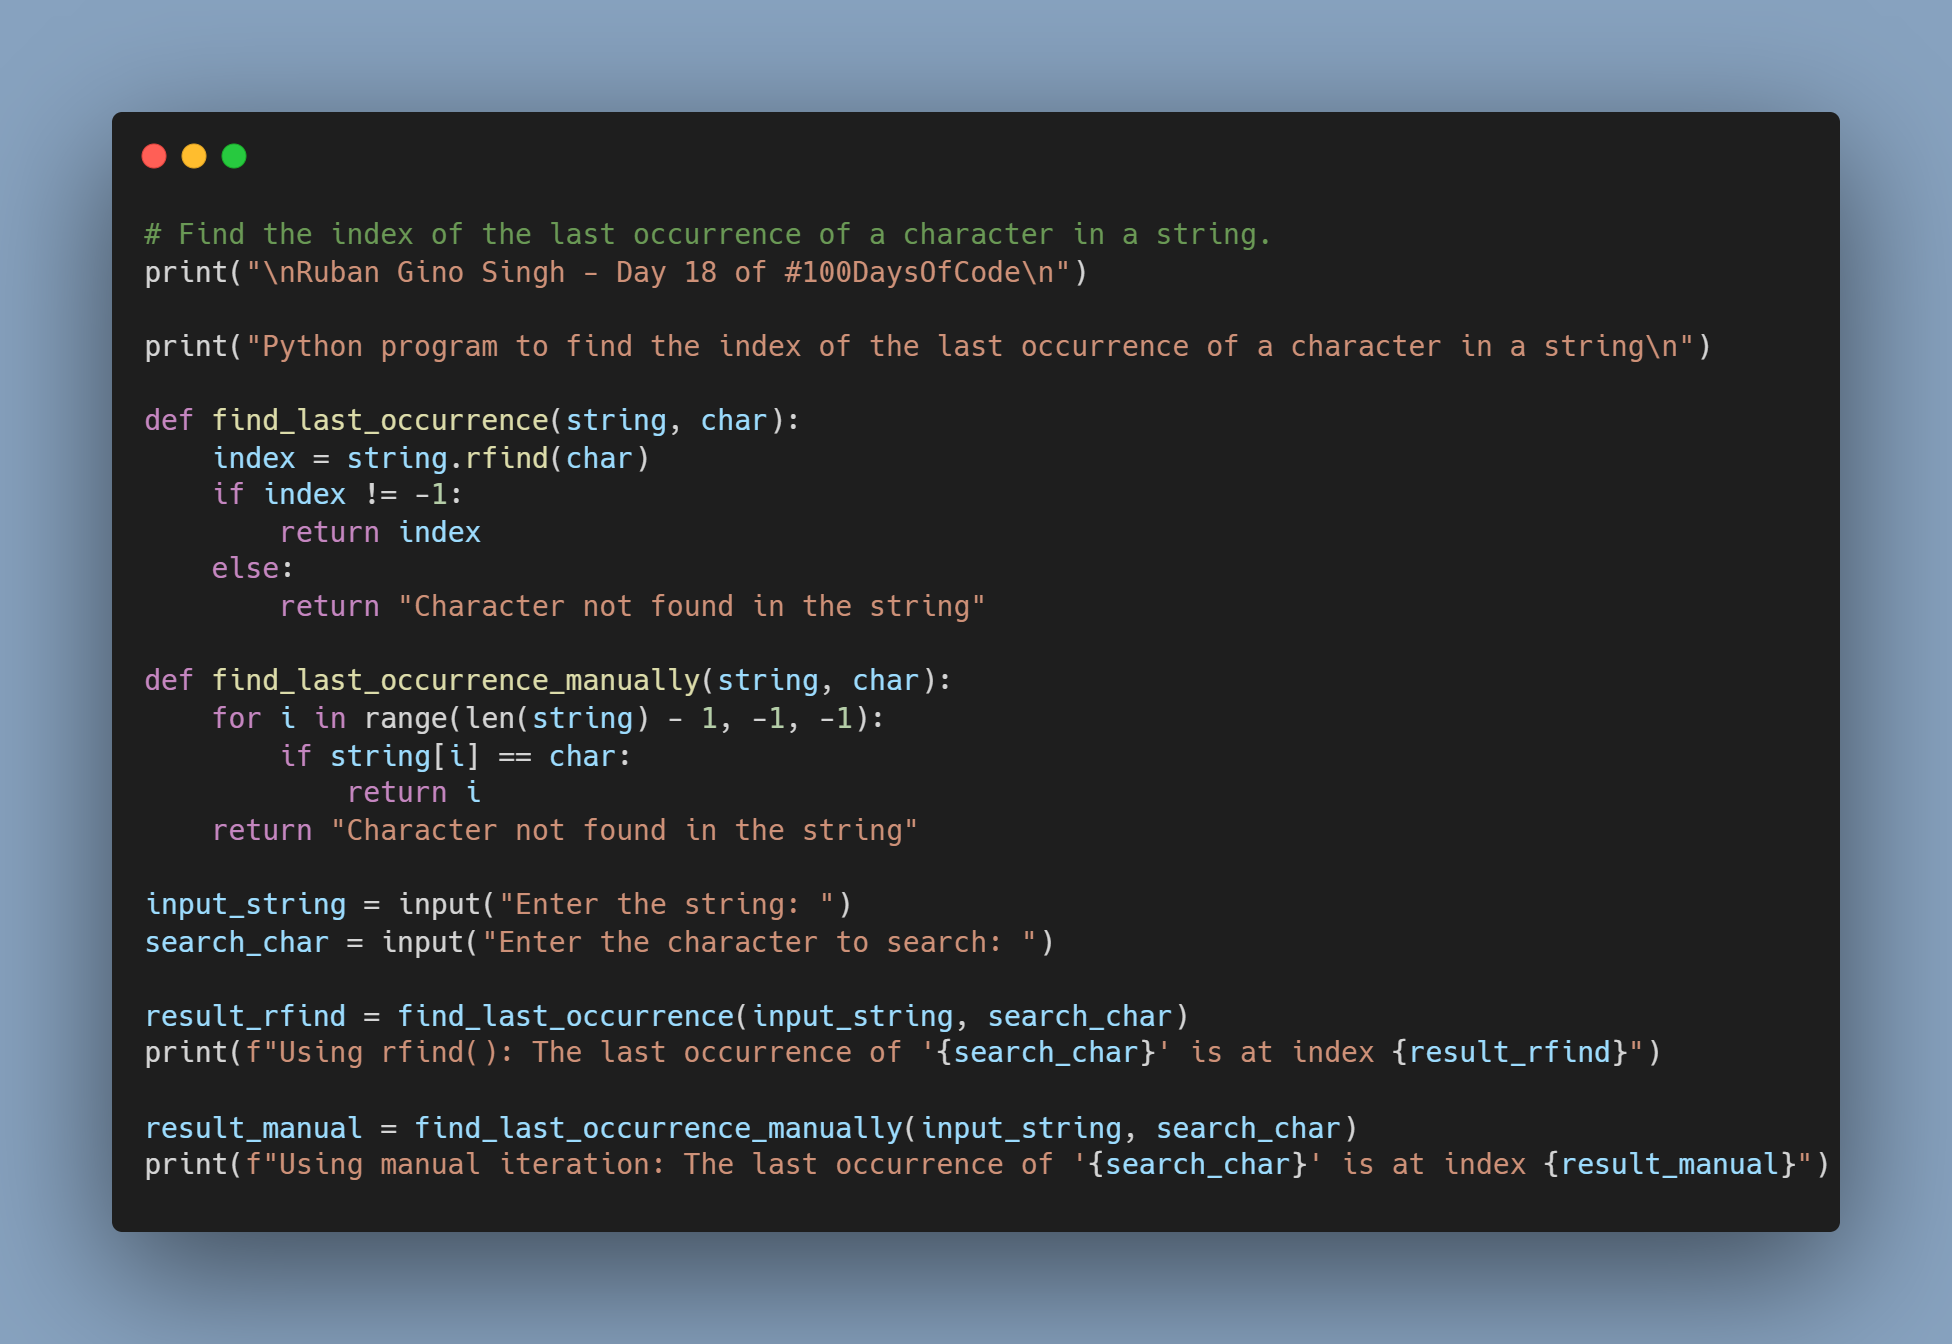 # Find the index of the last occurrence of a character in a string.
print("\nRuban Gino Singh - Day 18 of #100DaysOfCode\n")

print("Python program to find the index of the last occurrence of a character in a string\n")

def find_last_occurrence(string, char):
    index = string.rfind(char)
    if index != -1:
        return index
    else:
        return "Character not found in the string"

def find_last_occurrence_manually(string, char):
    for i in range(len(string) - 1, -1, -1):
        if string[i] == char:
            return i
    return "Character not found in the string"

input_string = input("Enter the string: ")
search_char = input("Enter the character to search: ")

result_rfind = find_last_occurrence(input_string, search_char)
print(f"Using rfind(): The last occurrence of '{search_char}' is at index {result_rfind}")

result_manual = find_last_occurrence_manually(input_string, search_char)
print(f"Using manual iteration: The last occurrence of '{search_char}' is at index {result_manual}")